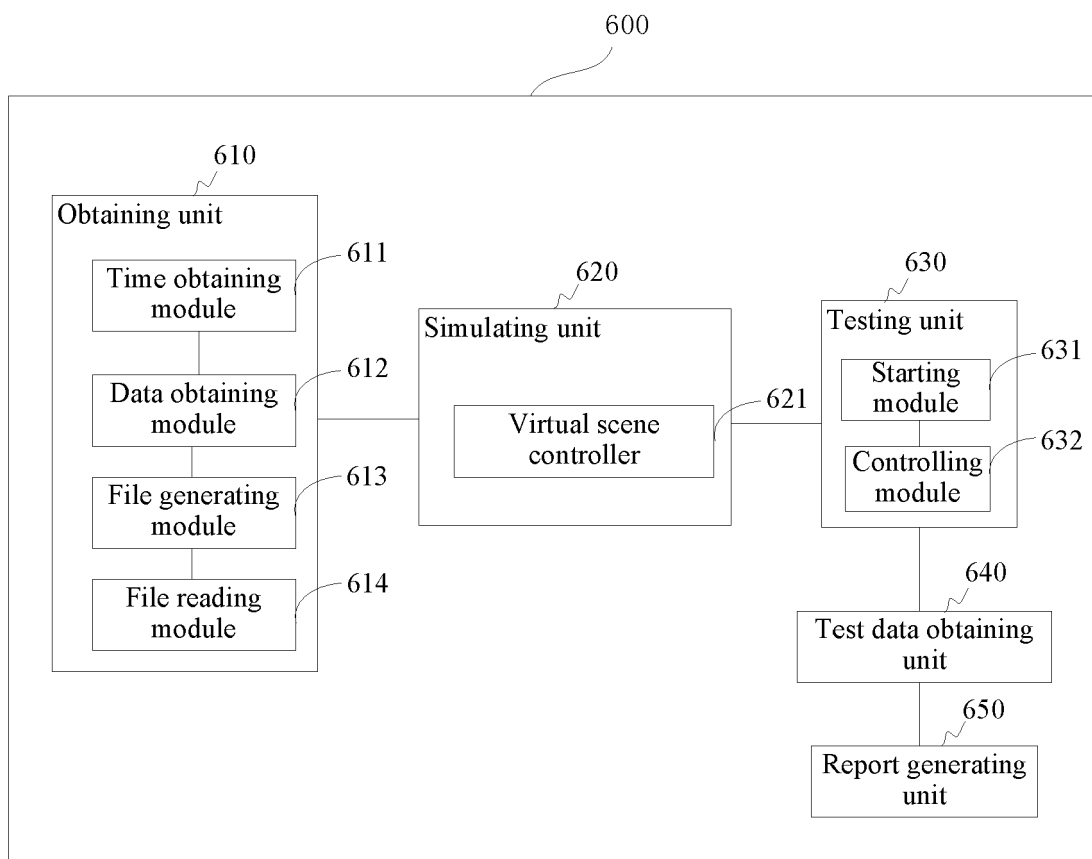 600
610
Obtaining unit
Time obtaining
module
611
Data obtaining
module
612
File generating
module
613
File reading
module
614
620
Simulating unit
Virtual scene
controller
621
630
Testing unit
Starting
module
631
Controlling
module
632
640
Test data obtaining
unit
650
Report generating
unit